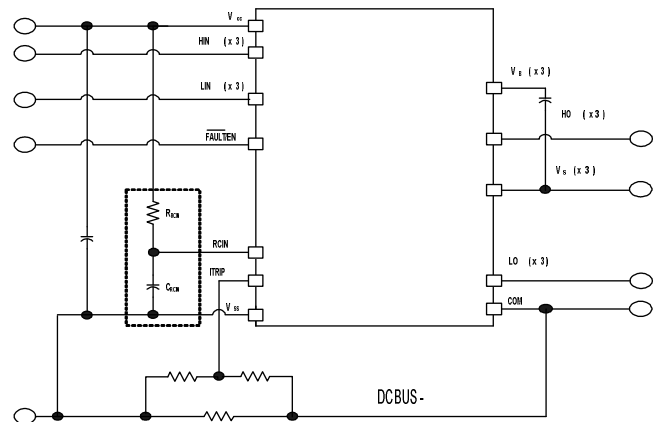 Vcc
HIN (x3)
LIN (x3)
FAULT/EN
RRCIN
RCIN
ITRIP
CRCIN
VSS
VB (x3)
HO (x3)
VS (x3)
LO (x3)
COM
DCBUS-